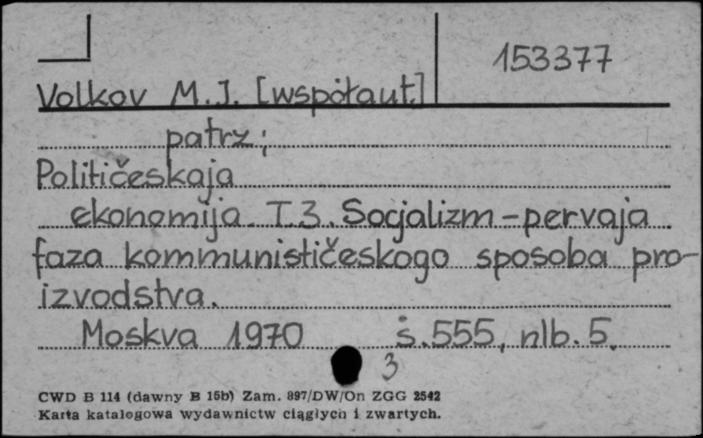 153377
Volkov M.J. [współaut.]
patrz:
Političeskaja
ekonomija. T.3. Socjalizm - pervaja
faza kommunističeskogo sposoba pro-
izvodstva.
Moskva 1970 s. 555, nlb. 5.
3
CWD B 114 (dawny B 15b) Zam. 897/DW/On ZGG 2542
Karta katalogowa wydawnictw ciągłych i zwartych.